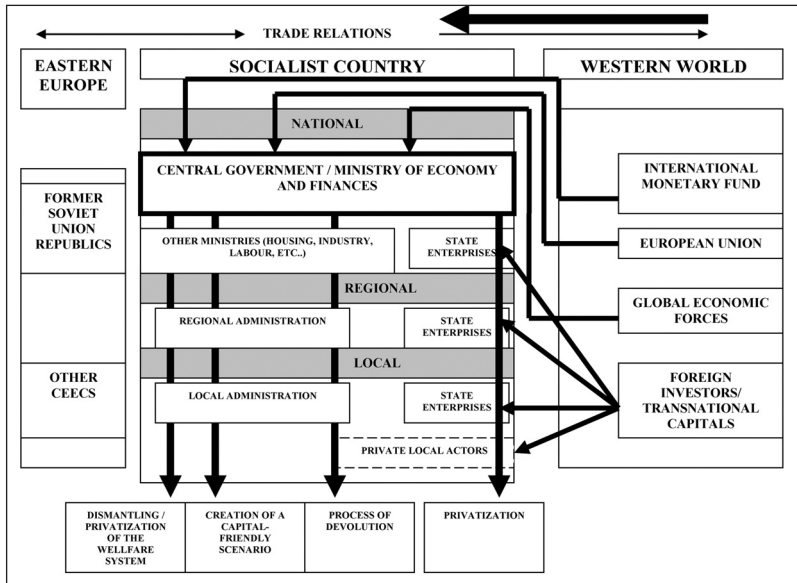 TRADE RELATIONS
EASTERN
EUROPE
SOCIALIST COUNTRY
WESTERN WORLD
NATIONAL
CENTRAL GOVERNMENT / MINISTRY OF ECONOMY
AND FINANCES
INTERNATIONAL
MONETARY FUND
FORMER
SOVIET
UNION
REPUBLICS
OTHER MINISTRIES (HOUSING, INDUSTRY,
LABOUR, ETC..)
STATE
ENTERPRISES
EUROPEAN UNION
REGIONAL
REGIONAL ADMINISTRATION
STATE
ENTERPRISES
GLOBAL ECONOMIC
FORCES
LOCAL
OTHER
CEECS
LOCAL ADMINISTRATION
STATE
ENTERPRISES
FOREIGN
INVESTORS/
TRANSNATIONAL
CAPITALS
PRIVATE LOCAL ACTORS
DISMANTLING /
PRIVATIZATION
OF THE
WELLFARE
SYSTEM
CREATION OF A
CAPITAL-
FRIENDLY
SCENARIO
PROCESS OF
DEVOLUTION
PRIVATIZATION